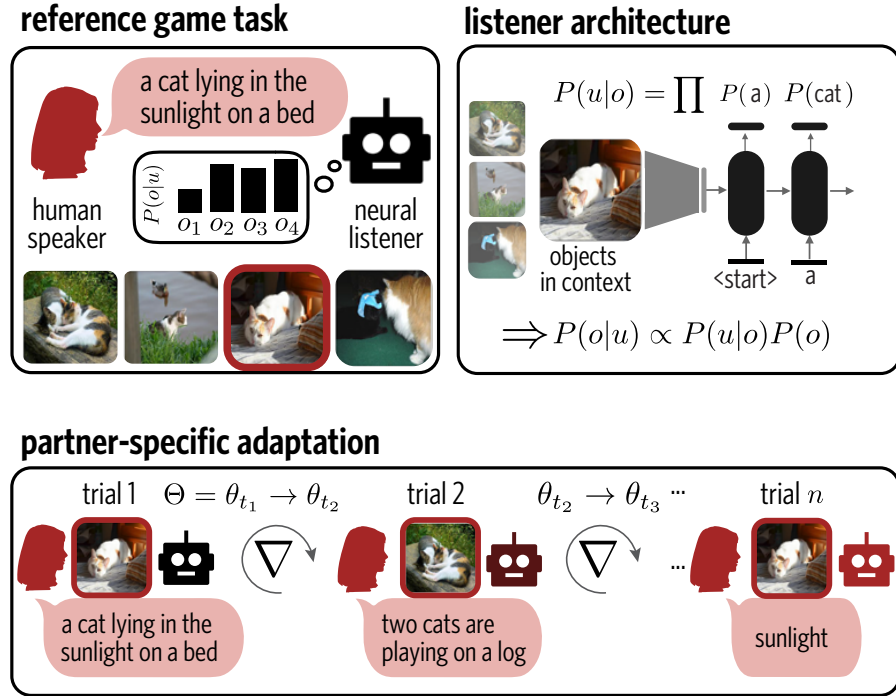 reference game task
a cat lying in the
sunlight on a bed
P(o|u)
o₁ o₂ o₃ o₄
human
speaker
neural
listener
listener architecture
P(u|o) = ∏ P(a) P(cat)
objects
in context
<start> a
⟹ P(o|u) ∝ P(u|o)P(o)
partner-specific adaptation
trial 1 Θ = θₜ₁ → θₜ₂ trial 2 θₜ₂ → θₜ₃ ··· trial n
∇ ∇ ...
a cat lying in the
sunlight on a bed
two cats are
playing on a log
sunlight